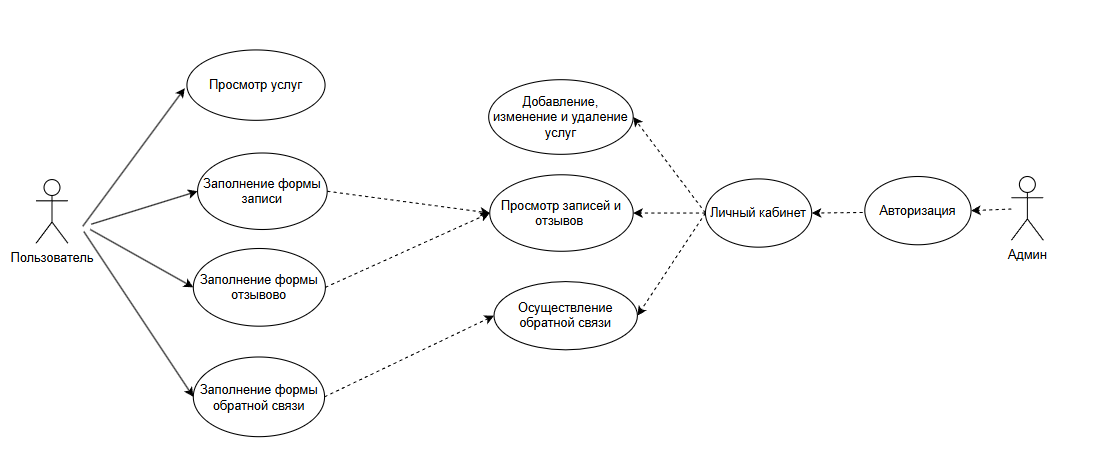 Просмотр услуг
Добавление,
изменение и удаление
услуг
Заполнение формы
записи
Просмотр записей и
отзывов
Личный кабинет
Авторизация
Пользователь
Админ
Заполнение формы
отзывово
Осуществление
обратной связи
Заполнение формы
обратной связи